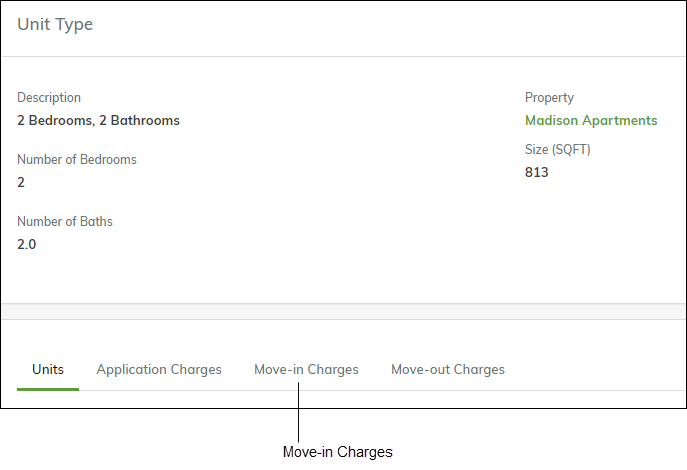 Unit Type
Description
2 Bedrooms, 2 Bathrooms
Number of Bedrooms
2
Number of Baths
2.0
Property
Madison Apartments
Size (SQFT)
813
Units Application Charges Move-in Charges Move-out Charges
Move-in Charges